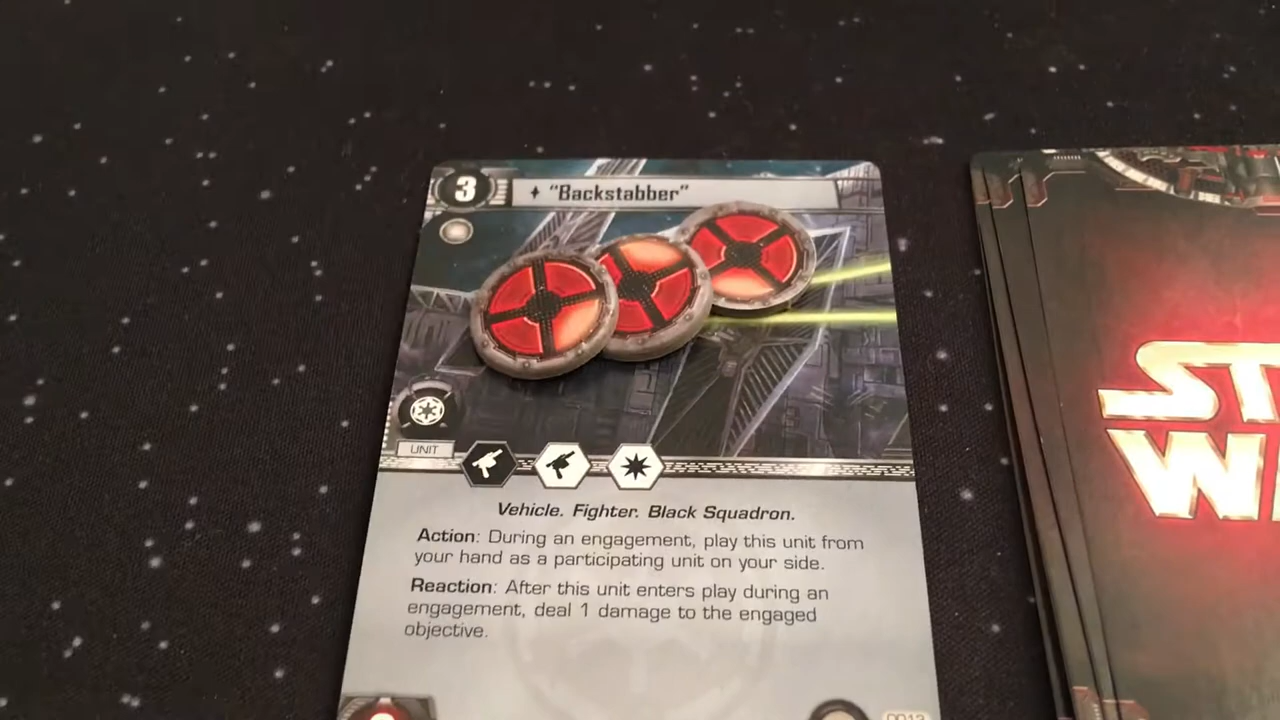 3
"Backstabber"
UNIT
Vehicle. Fighter. Black Squadron.
Action: During an engagement, play this unit from
your hand as a participating unit on your side.
Reaction: After this unit enters play during an
engagement, deal 1 damage to the engaged
objective.